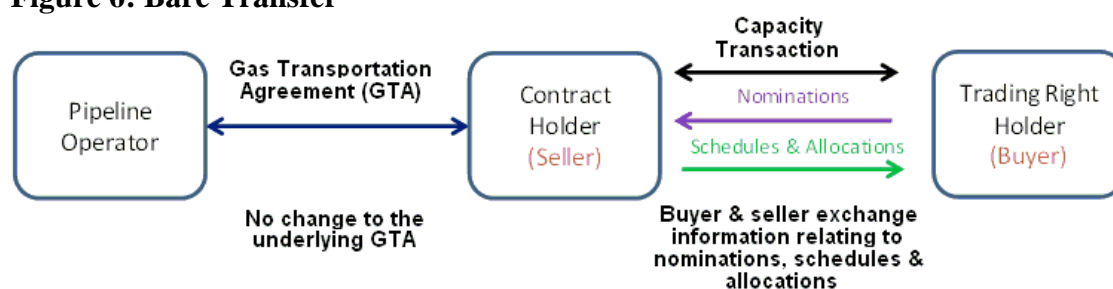 Figure 6: Bare Transfer
Pipeline
Operator
Gas Transportation
Agreement (GTA)
No change to the
underlying GTA
Contract
Holder
(Seller)
Capacity
Transaction
Nominations
Schedules & Allocations
Buyer & seller exchange
information relating to
nominations, schedules &
allocations
Trading Right
Holder
(Buyer)